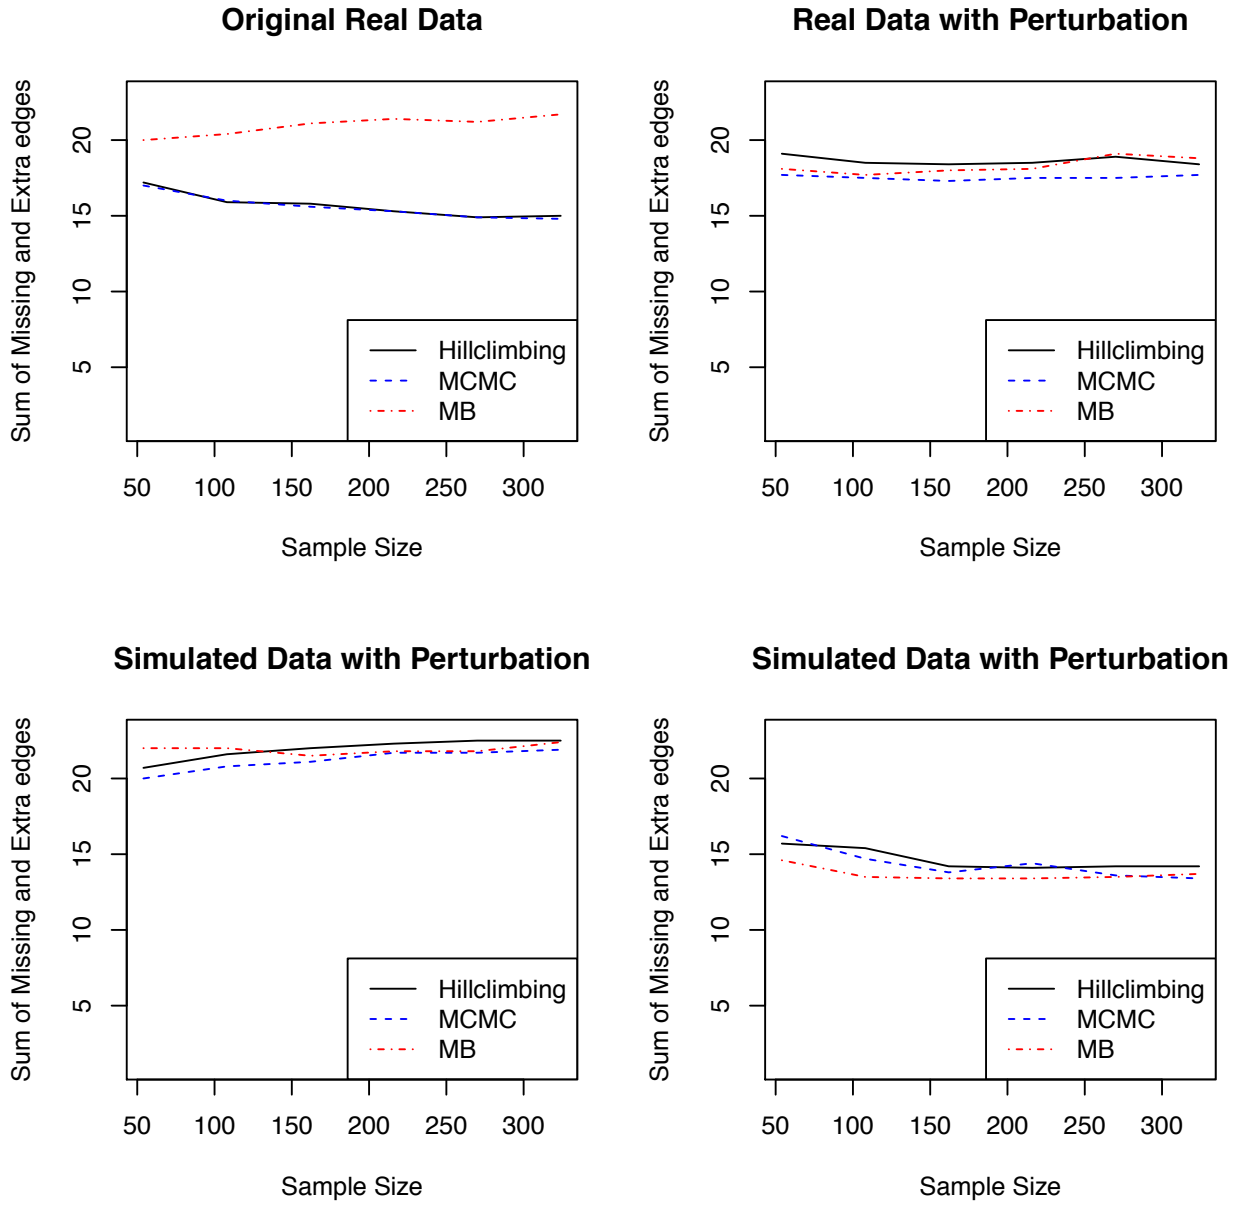 Original Real Data
Sum of Missing and Extra edges
20
15
10
5
Hillclimbing
MCMC
MB
50 100 150 200 250 300
Sample Size
Real Data with Perturbation
Sum of Missing and Extra edges
20
15
10
5
Hillclimbing
MCMC
MB
50 100 150 200 250 300
Sample Size
Simulated Data with Perturbation
Sum of Missing and Extra edges
20
15
10
5
Hillclimbing
MCMC
MB
50 100 150 200 250 300
Sample Size
Simulated Data with Perturbation
Sum of Missing and Extra edges
20
15
10
5
Hillclimbing
MCMC
MB
50 100 150 200 250 300
Sample Size